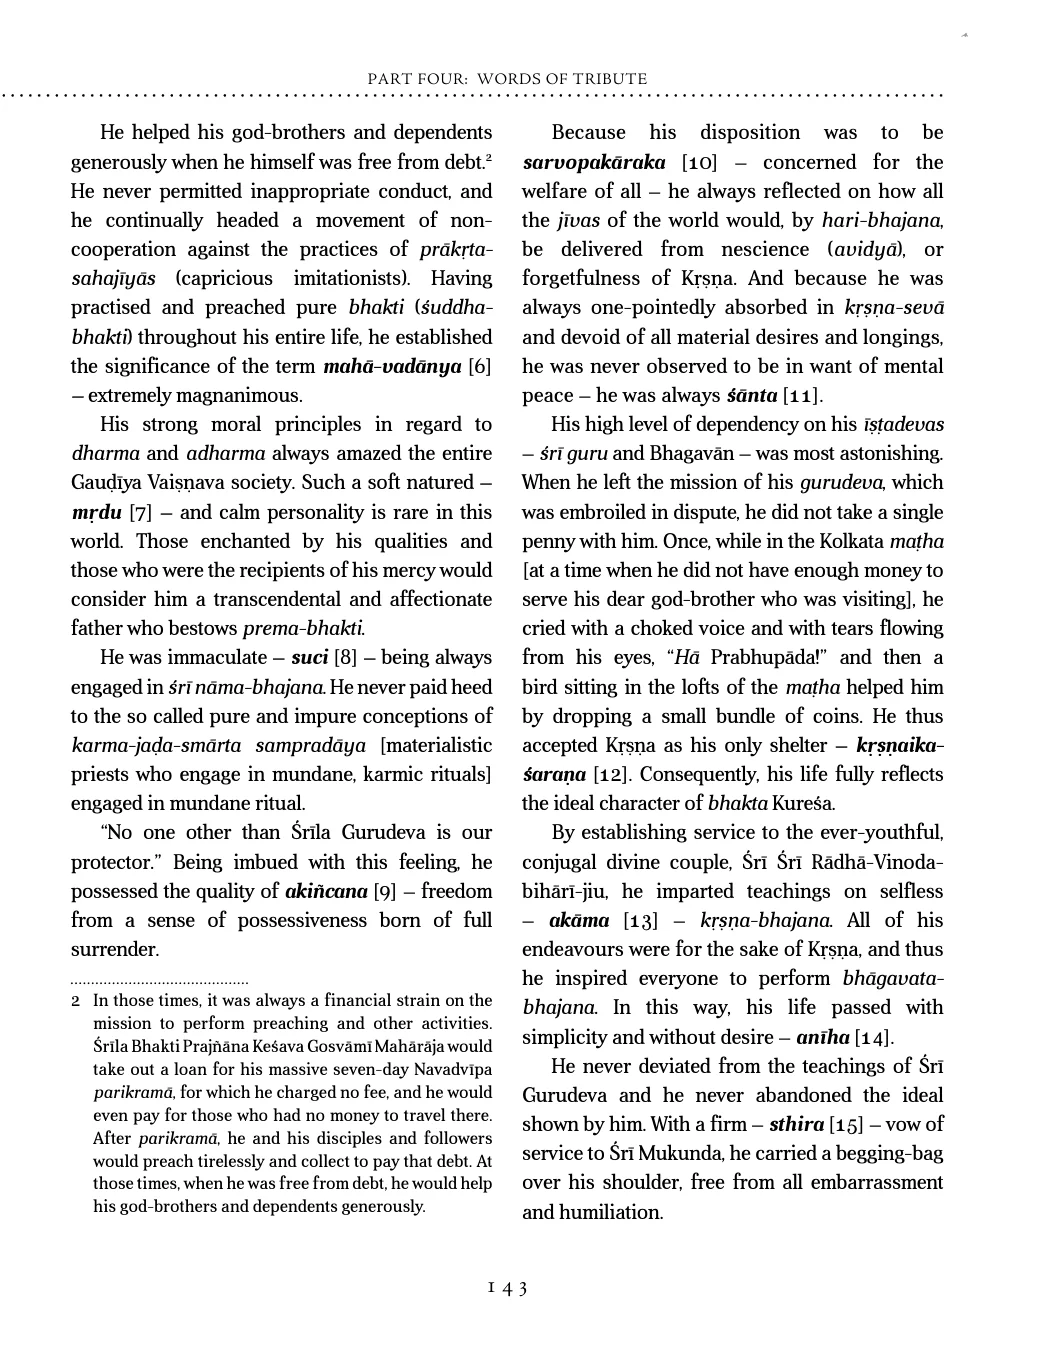 PART FOUR: WORDS OF TRIBUTE
He helped his god-brothers and dependents
generously when he himself was free from debt.²
He never permitted inappropriate conduct, and
he continually headed a movement of non-
cooperation against the practices of prākṛta-
sahajīyās (capricious imitationists). Having
practised and preached pure bhakti (śuddha-
bhakti) throughout his entire life, he established
the significance of the term mahā-vadānya [6]
– extremely magnanimous.
His strong moral principles in regard to
dharma and adharma always amazed the entire
Gauḍīya Vaiṣṇava society. Such a soft natured –
mṛdu [7] – and calm personality is rare in this
world. Those enchanted by his qualities and
those who were the recipients of his mercy would
consider him a transcendental and affectionate
father who bestows prema-bhakti.
He was immaculate – suci [8] – being always
engaged in śrī nāma-bhajana. He never paid heed
to the so called pure and impure conceptions of
karma-jaḍa-smārta sampradāya [materialistic
priests who engage in mundane, karmic rituals]
engaged in mundane ritual.
“No one other than Śrīla Gurudeva is our
protector.” Being imbued with this feeling, he
possessed the quality of akiñcana [9] – freedom
from a sense of possessiveness born of full
surrender.
2 In those times, it was always a financial strain on the
mission to perform preaching and other activities.
Śrīla Bhakti Prajñāna Keśava Gosvāmī Mahārāja would
take out a loan for his massive seven-day Navadvīpa
parikramā, for which he charged no fee, and he would
even pay for those who had no money to travel there.
After parikramā, he and his disciples and followers
would preach tirelessly and collect to pay that debt. At
those times, when he was free from debt, he would help
his god-brothers and dependents generously.
Because his disposition was to be
sarvopakāraka [10] – concerned for the
welfare of all – he always reflected on how all
the jīvas of the world would, by hari-bhajana,
be delivered from nescience (avidyā), or
forgetfulness of Kṛṣṇa. And because he was
always one-pointedly absorbed in kṛṣṇa-sevā
and devoid of all material desires and longings,
he was never observed to be in want of mental
peace – he was always śānta [11].
His high level of dependency on his īṣṭadevas
– śrī guru and Bhagavān – was most astonishing.
When he left the mission of his gurudeva, which
was embroiled in dispute, he did not take a single
penny with him. Once, while in the Kolkata maṭha
[at a time when he did not have enough money to
serve his dear god-brother who was visiting], he
cried with a choked voice and with tears flowing
from his eyes, “Hā Prabhupāda!” and then a
bird sitting in the lofts of the maṭha helped him
by dropping a small bundle of coins. He thus
accepted Kṛṣṇa as his only shelter – kṛṣṇaika-
śaraṇa [12]. Consequently, his life fully reflects
the ideal character of bhakta Kureśa.
By establishing service to the ever-youthful,
conjugal divine couple, Śrī Śrī Rādhā-Vinoda-
bihārī-jiu, he imparted teachings on selfless
– akāma [13] – kṛṣṇa-bhajana. All of his
endeavours were for the sake of Kṛṣṇa, and thus
he inspired everyone to perform bhāgavata-
bhajana. In this way, his life passed with
simplicity and without desire – anīha [14].
He never deviated from the teachings of Śrī
Gurudeva and he never abandoned the ideal
shown by him. With a firm – sthira [15] – vow of
service to Śrī Mukunda, he carried a begging-bag
over his shoulder, free from all embarrassment
and humiliation.
143